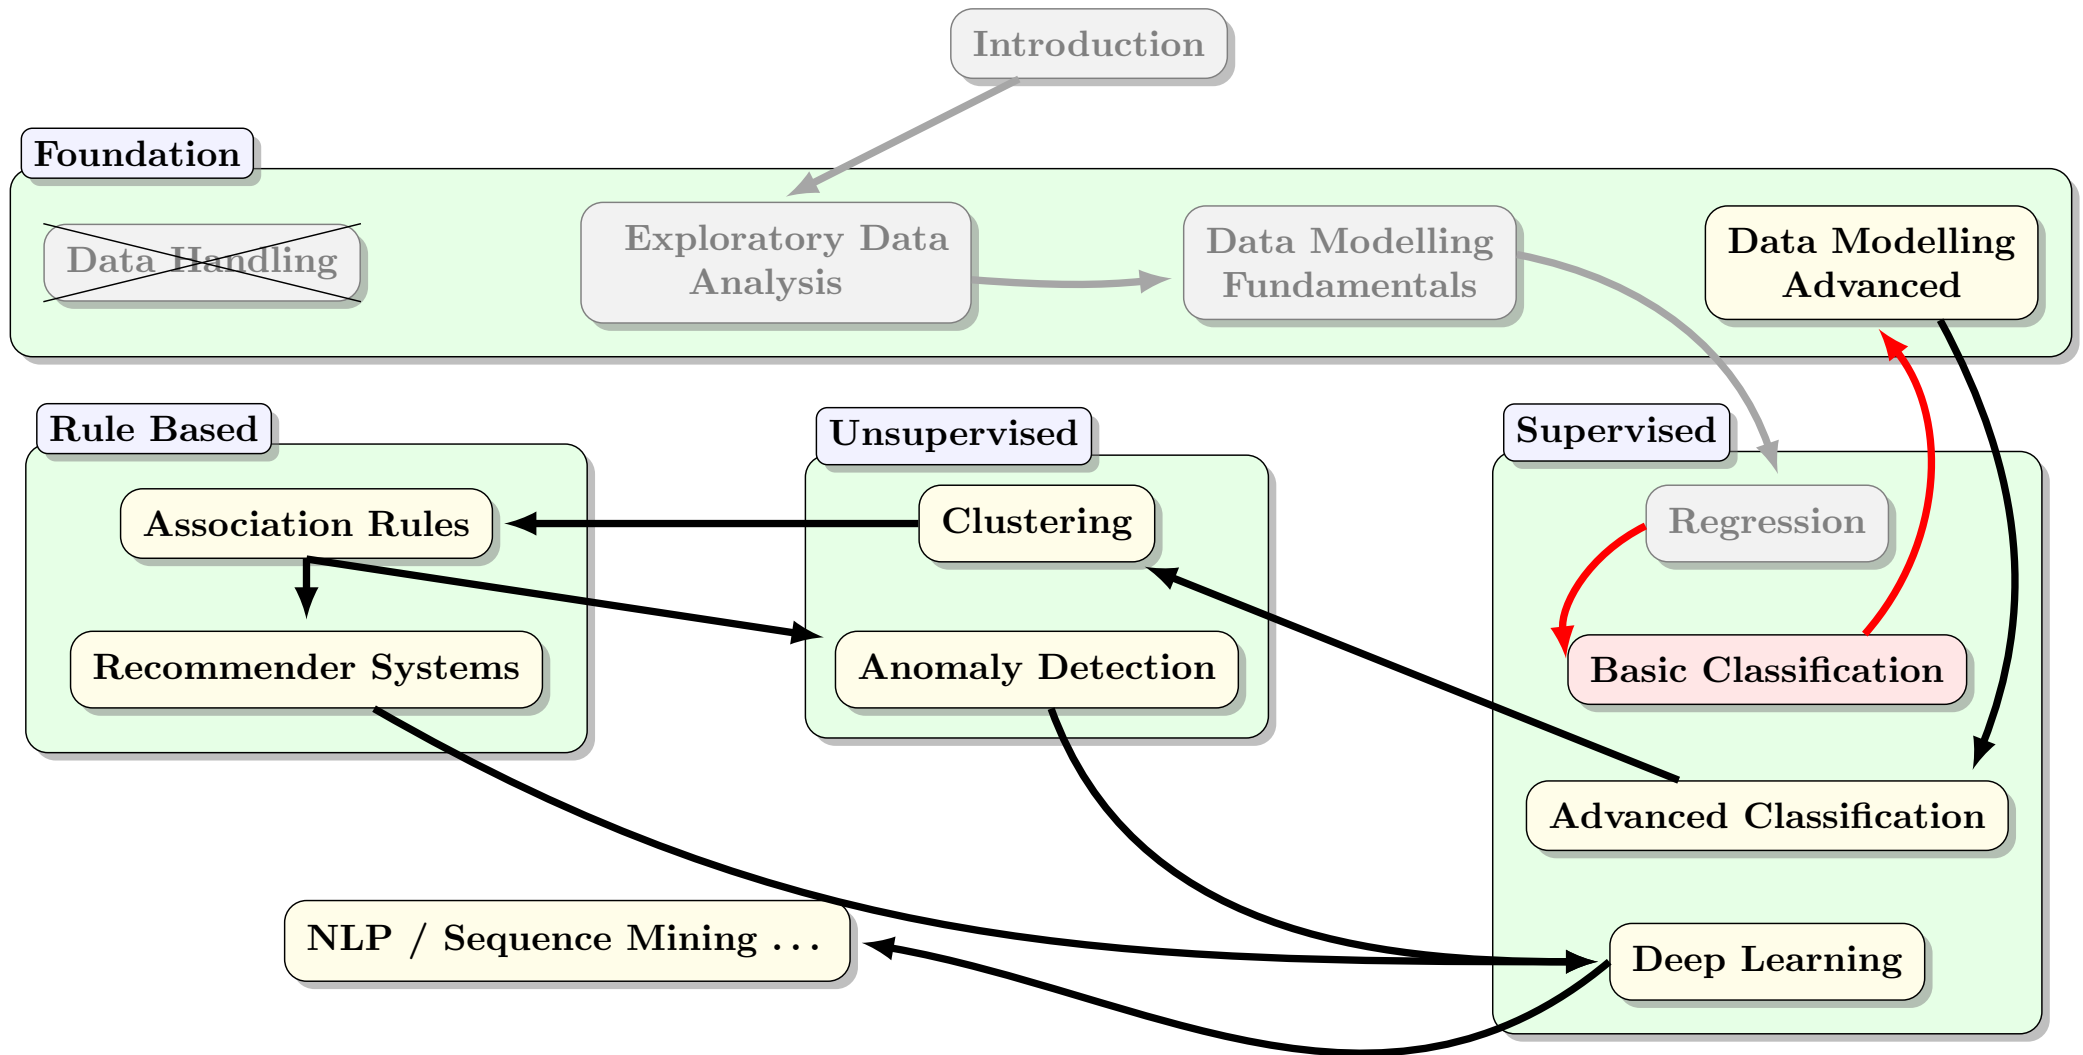 Introduction
Foundation
Data Handling
Exploratory Data
Analysis
Data Modelling
Fundamentals
Data Modelling
Advanced
Rule Based
Association Rules
Recommender Systems
Unsupervised
Clustering
Anomaly Detection
Supervised
Regression
Basic Classification
Advanced Classification
Deep Learning
NLP / Sequence Mining ...